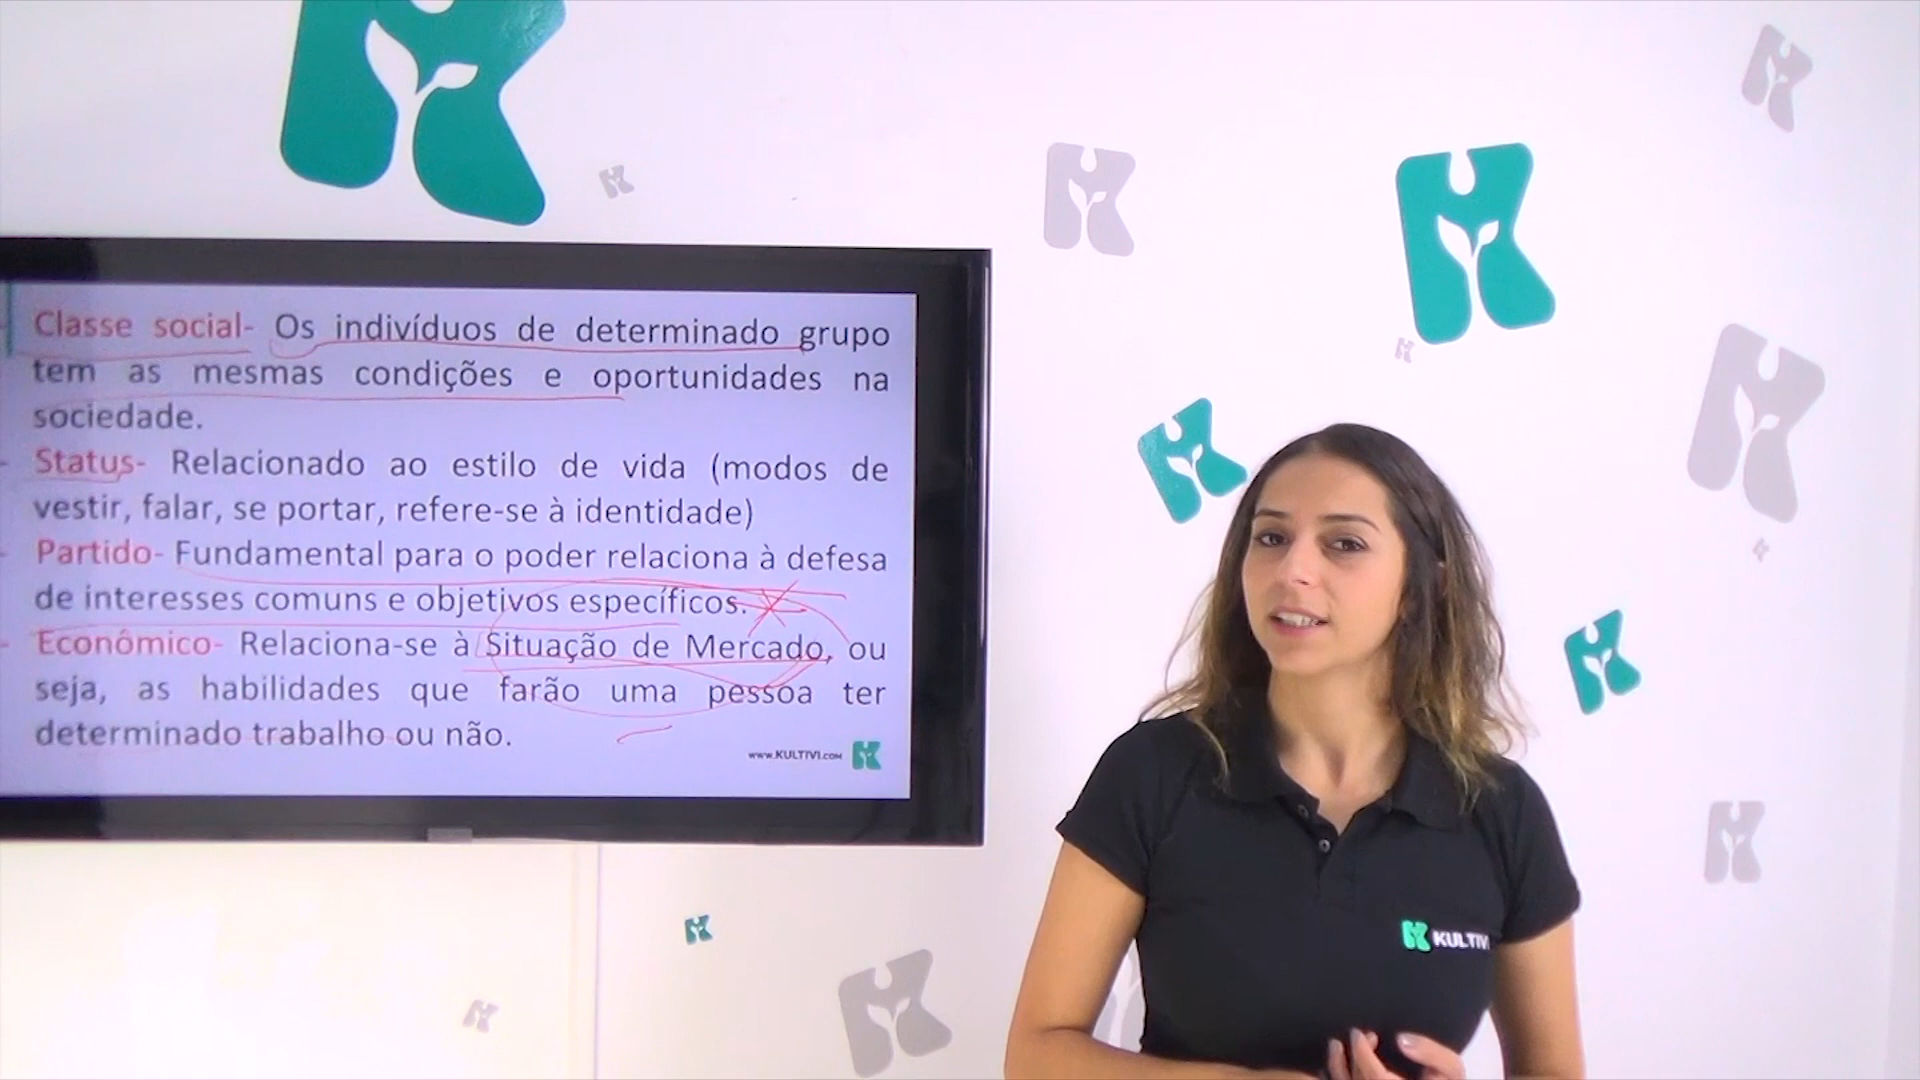 Classe social- Os indivíduos de determinado grupo
tem as mesmas condições e oportunidades na
sociedade.
Status- Relacionado ao estilo de vida (modos de
vestir, falar, se portar, refere-se à identidade)
Partido- Fundamental para o poder relaciona à defesa
de interesses comuns e objetivos específicos.
Econômico- Relaciona-se à Situação de Mercado, ou
seja, as habilidades que farão uma pessoa ter
determinado trabalho ou não.
www.KULTIVI.com
KULTIVI